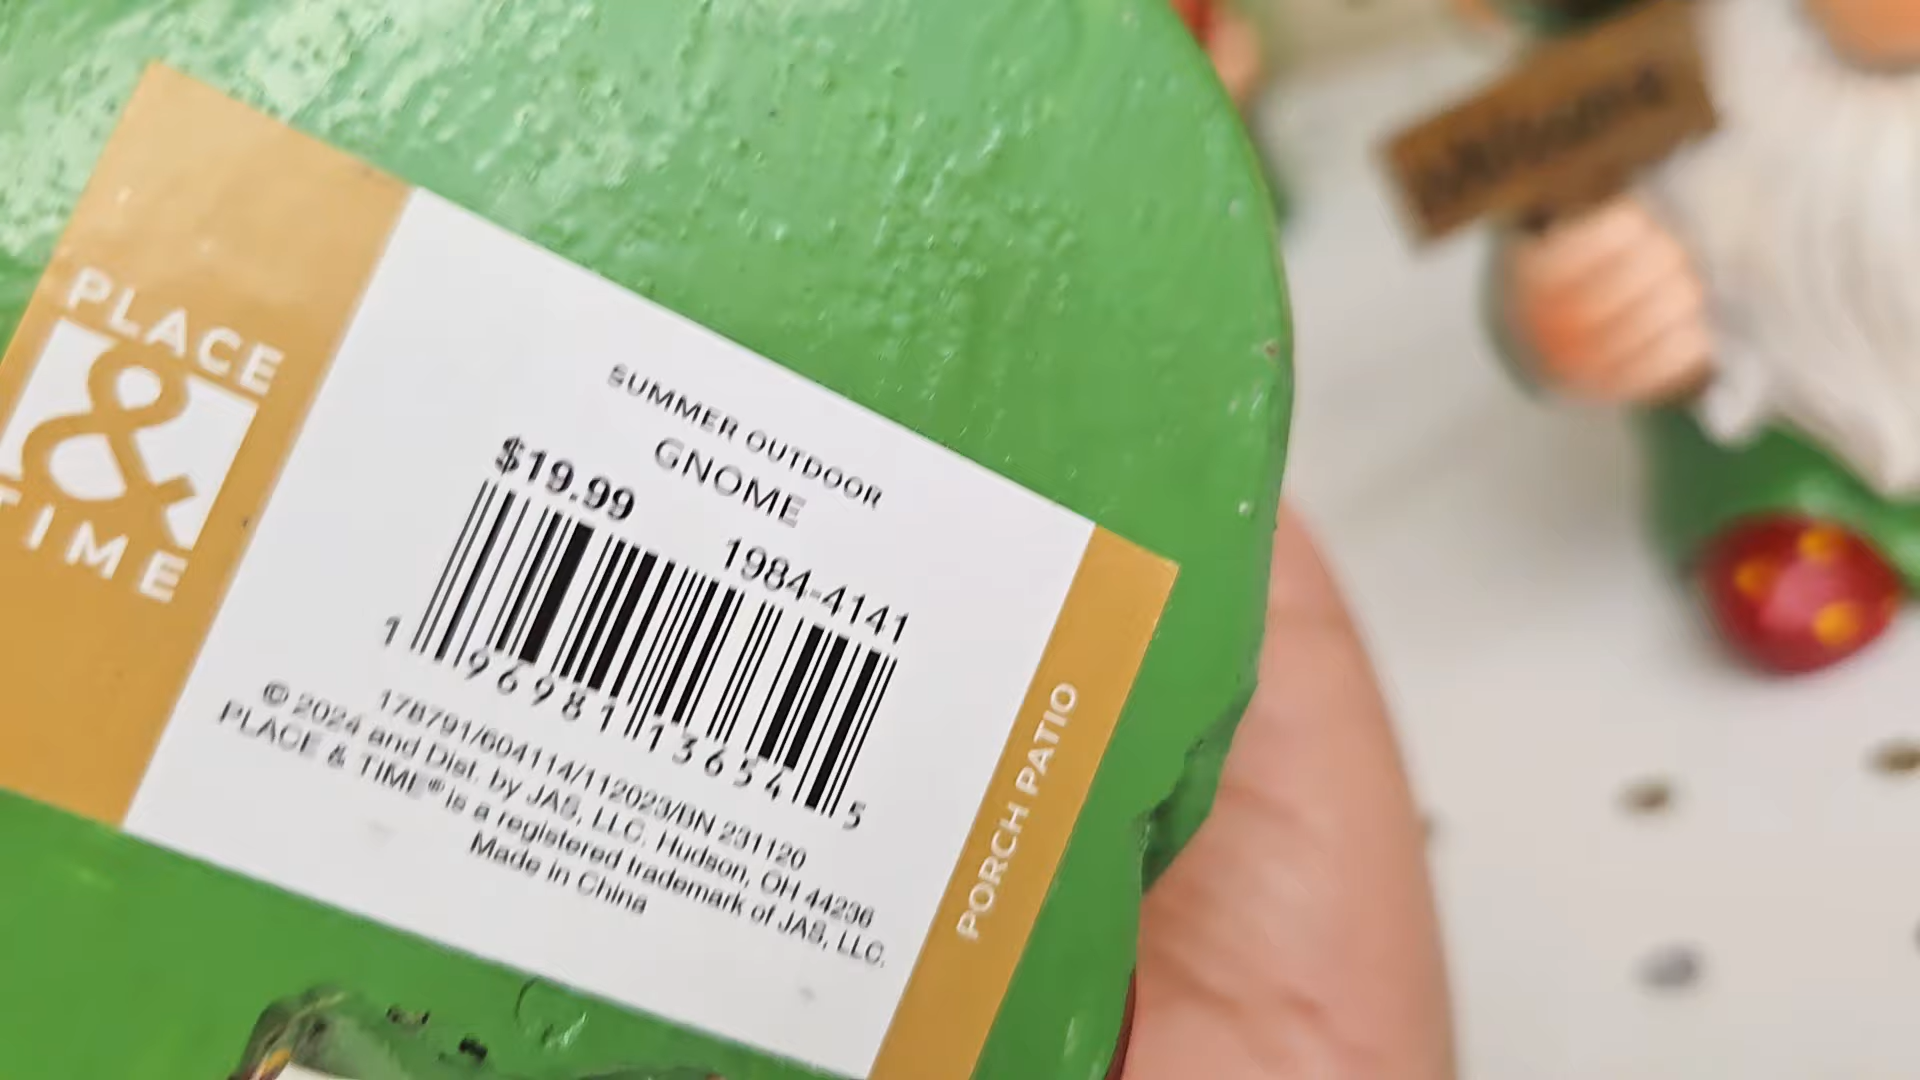 PLACE
&
TIME
SUMMER OUTDOOR
GNOME
$19.99
1984-4141
1 96981 13654 5
178791/604114/112023/BN 231120
© 2024 and Dist. by JAS, LLC. Hudson, OH 44236
PLACE & TIME® is a registered trademark of JAS, LLC.
Made in China
PORCH PATIO